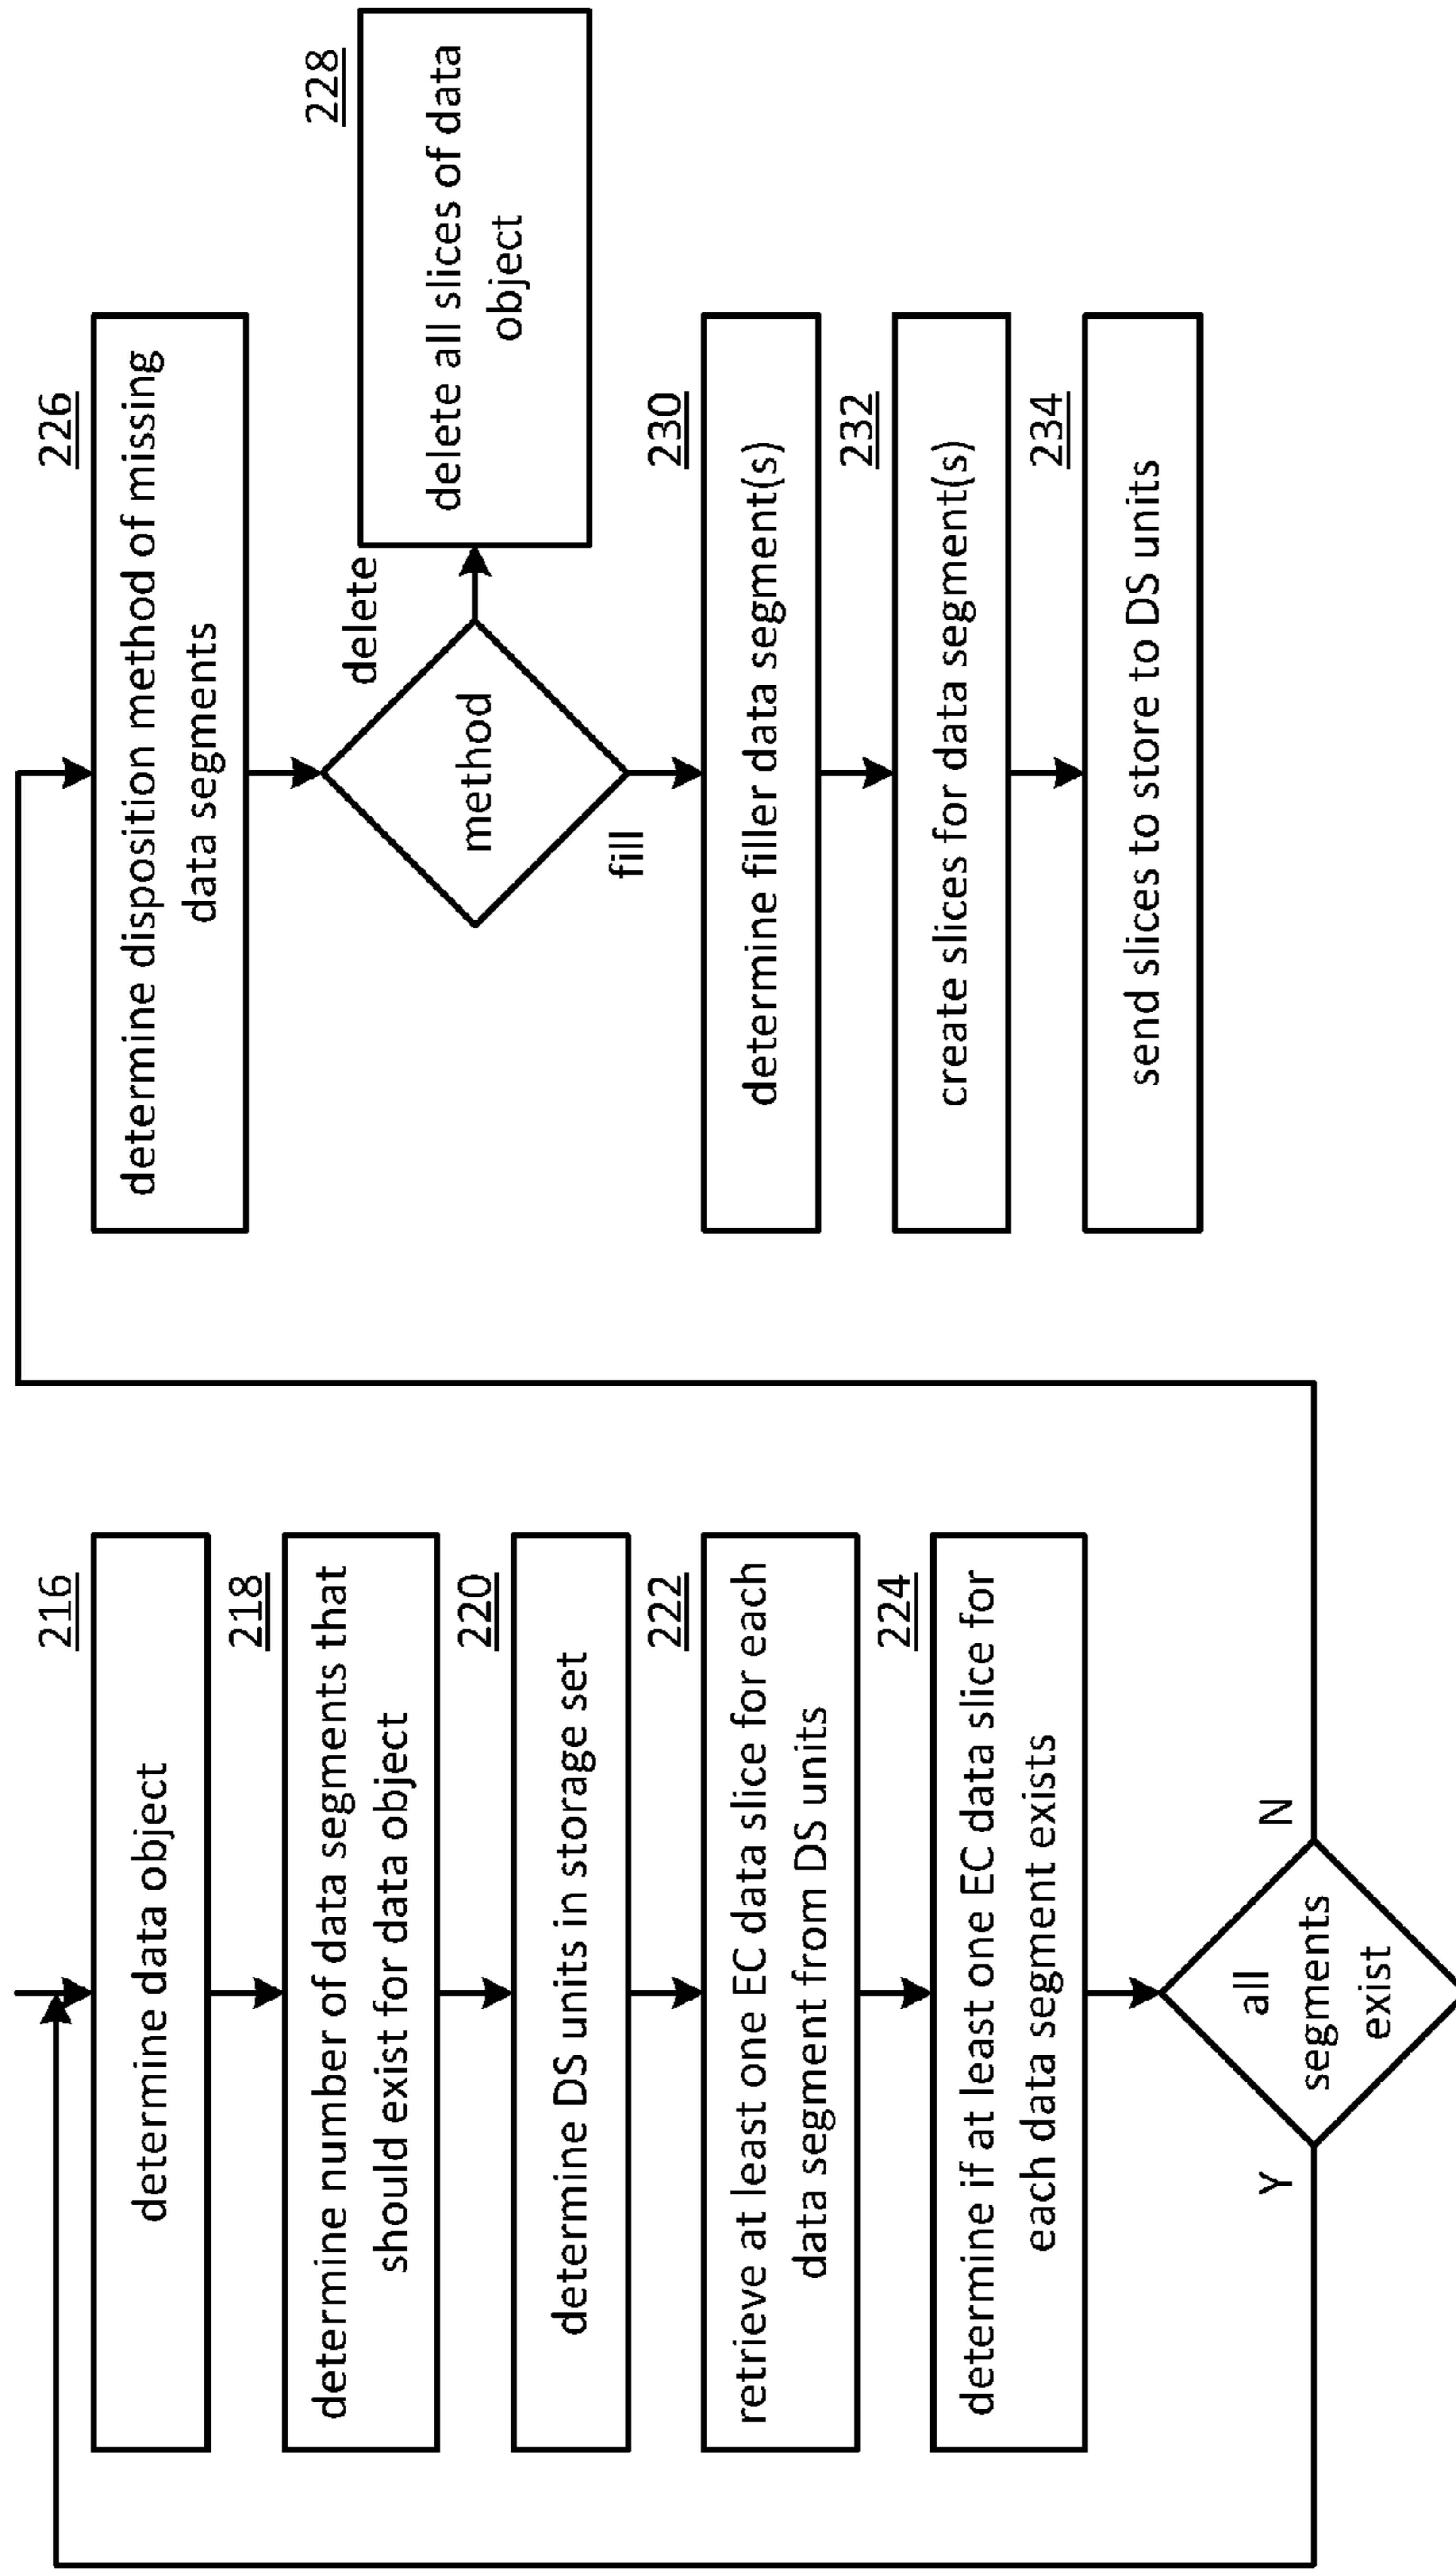 216
determine data object
218
determine number of data segments that
should exist for data object
220
determine DS units in storage set
222
retrieve at least one EC data slice for each
data segment from DS units
224
determine if at least one EC data slice for
each data segment exists
all
segments
exist
Y
N
226
determine disposition method of missing
data segments
method
delete
228
delete all slices of data
object
fill
230
determine filler data segment(s)
232
create slices for data segment(s)
234
send slices to store to DS units